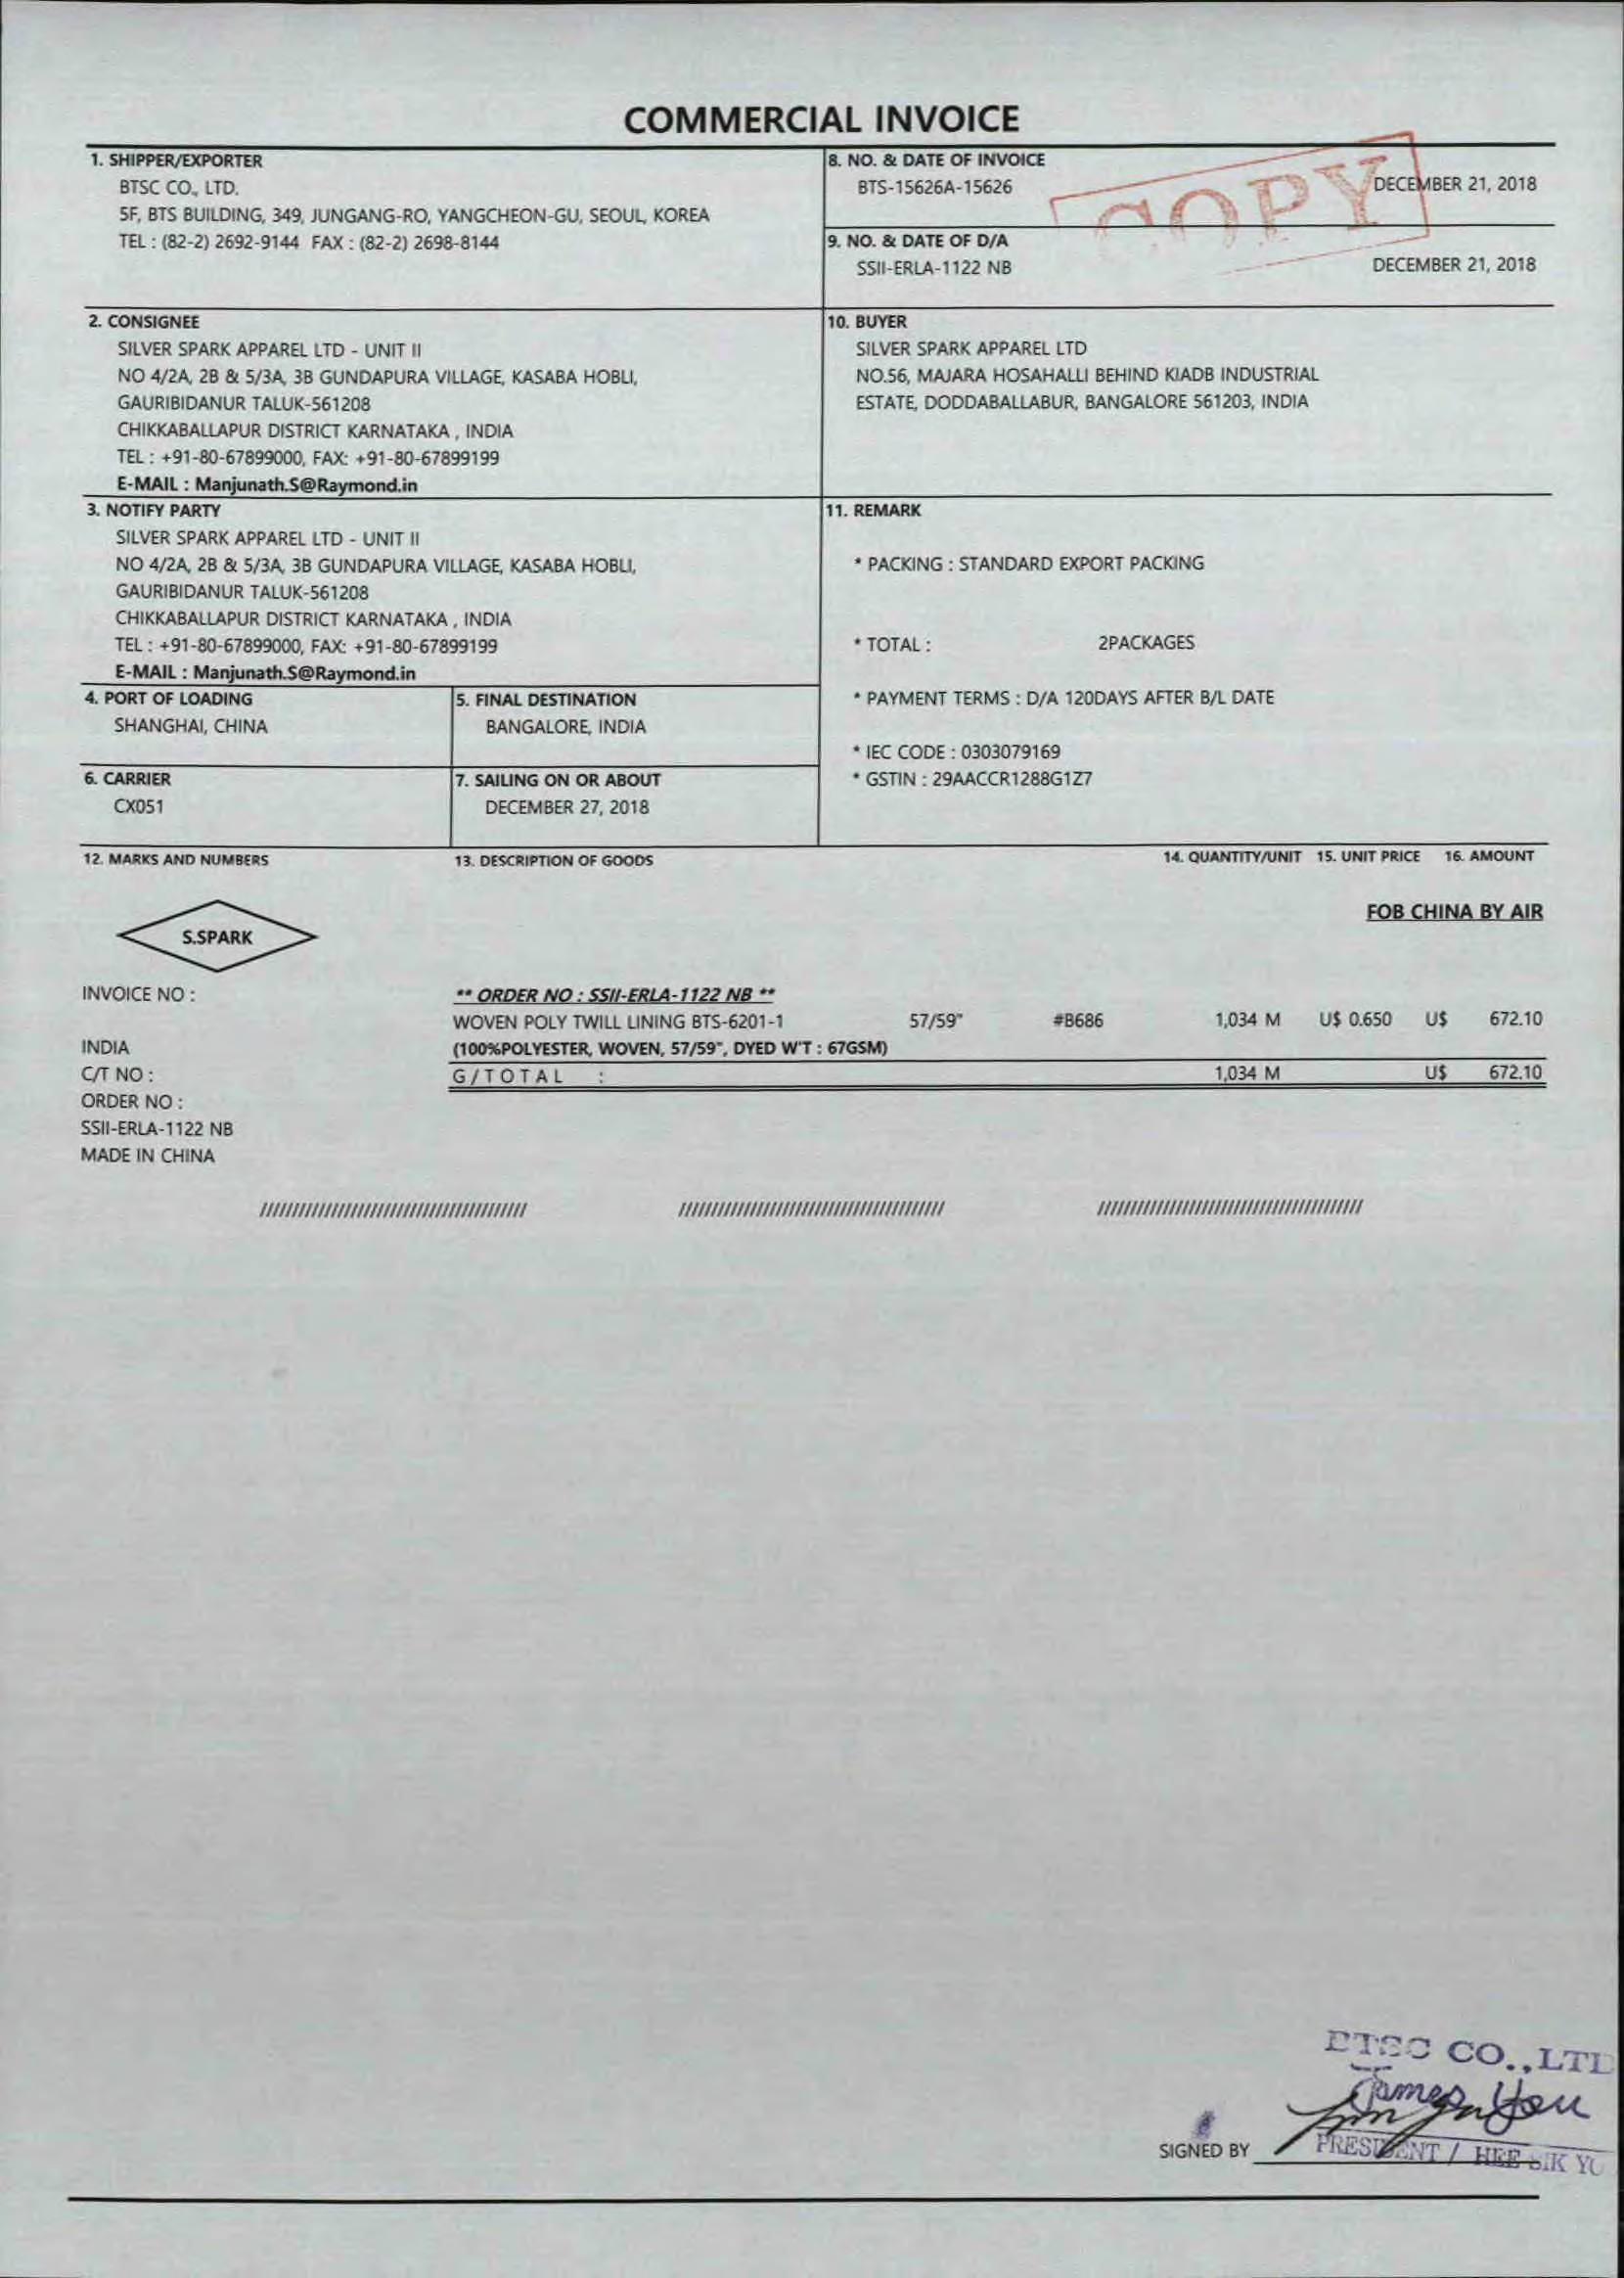 COMMERCIAL INVOICE
1. SHIPPER/EXPORTER
BTSC CO., LTD.
5F, BTS BUILDING, 349, JUNGANG-RO, YANGCHEON-GU, SEOUL, KOREA
TEL : (82-2) 2692-9144 FAX : (82-2) 2698-8144
8. NO. & DATE OF INVOICE
BTS-15626A-15626 DECEMBER 21, 2018
COPY
9. NO. & DATE OF D/A
SSII-ERLA-1122 NB DECEMBER 21, 2018
2. CONSIGNEE
SILVER SPARK APPAREL LTD - UNIT II
NO 4/2A, 2B & 5/3A, 3B GUNDAPURA VILLAGE, KASABA HOBLI,
GAURIBIDANUR TALUK-561208
CHIKKABALLAPUR DISTRICT KARNATAKA , INDIA
TEL : +91-80-67899000, FAX: +91-80-67899199
E-MAIL : Manjunath.S@Raymond.in
10. BUYER
SILVER SPARK APPAREL LTD
NO.56, MAJARA HOSAHALLI BEHIND KIADB INDUSTRIAL
ESTATE, DODDABALLABUR, BANGALORE 561203, INDIA
3. NOTIFY PARTY
SILVER SPARK APPAREL LTD - UNIT II
NO 4/2A, 2B & 5/3A, 3B GUNDAPURA VILLAGE, KASABA HOBLI,
GAURIBIDANUR TALUK-561208
CHIKKABALLAPUR DISTRICT KARNATAKA , INDIA
TEL : +91-80-67899000, FAX: +91-80-67899199
E-MAIL : Manjunath.S@Raymond.in
11. REMARK
* PACKING : STANDARD EXPORT PACKING
* TOTAL : 2PACKAGES
* PAYMENT TERMS : D/A 120DAYS AFTER B/L DATE
* IEC CODE : 0303079169
* GSTIN : 29AACCR1288G1Z7
4. PORT OF LOADING
SHANGHAI, CHINA
5. FINAL DESTINATION
BANGALORE, INDIA
6. CARRIER
CX051
7. SAILING ON OR ABOUT
DECEMBER 27, 2018
12. MARKS AND NUMBERS 13. DESCRIPTION OF GOODS 14. QUANTITY/UNIT 15. UNIT PRICE 16. AMOUNT
FOB CHINA BY AIR
S.SPARK
INVOICE NO : ** ORDER NO : SSII-ERLA-1122 NB **
WOVEN POLY TWILL LINING BTS-6201-1 57/59" #B686 1,034 M U$ 0.650 U$ 672.10
INDIA (100%POLYESTER, WOVEN, 57/59", DYED W'T : 67GSM)
C/T NO : G/TOTAL : 1,034 M U$ 672.10
ORDER NO :
SSII-ERLA-1122 NB
MADE IN CHINA
BTSC CO.,LTD
James You
SIGNED BY
PRESIDENT / HEE SIK YU